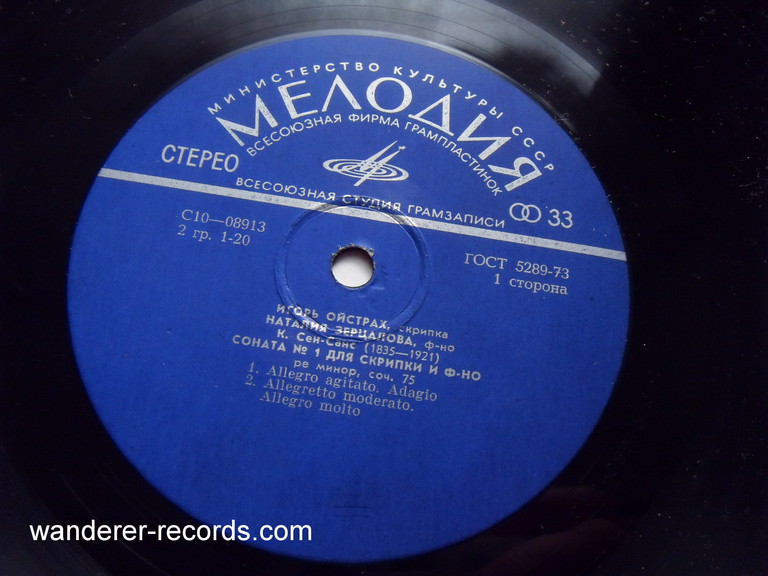 МИНИСТЕРСТВО КУЛЬТУРЫ СССР
МЕЛОДИЯ
ВСЕСОЮЗНАЯ ФИРМА ГРАМПЛАСТИНОК
СТЕРЕО
ВСЕСОЮЗНАЯ СТУДИЯ ГРАМЗАПИСИ
33
С10—08913
2 гр. 1-20
ГОСТ 5289-73
1 сторона
ИГОРЬ ОЙСТРАХ, скрипка
НАТАЛИЯ ЗЕРЦАЛОВА, ф-но
К. Сен-Санс (1835—1921)
СОНАТА № 1 ДЛЯ СКРИПКИ И Ф-НО
ре минор, соч. 75
1. Allegro agitato. Adagio
2. Allegretto moderato.
Allegro molto
wanderer-records.com